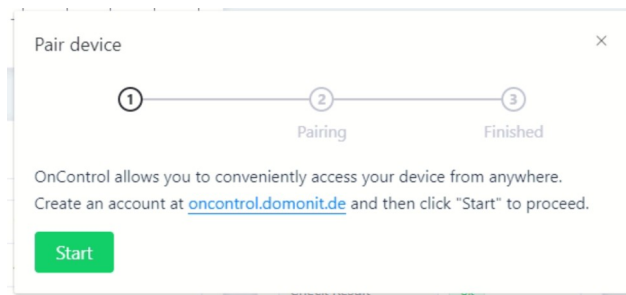 Pair device
1
2
3
Pairing
Finished
OnControl allows you to conveniently access your device from anywhere.
Create an account at oncontrol.domonit.de and then click "Start" to proceed.
Start